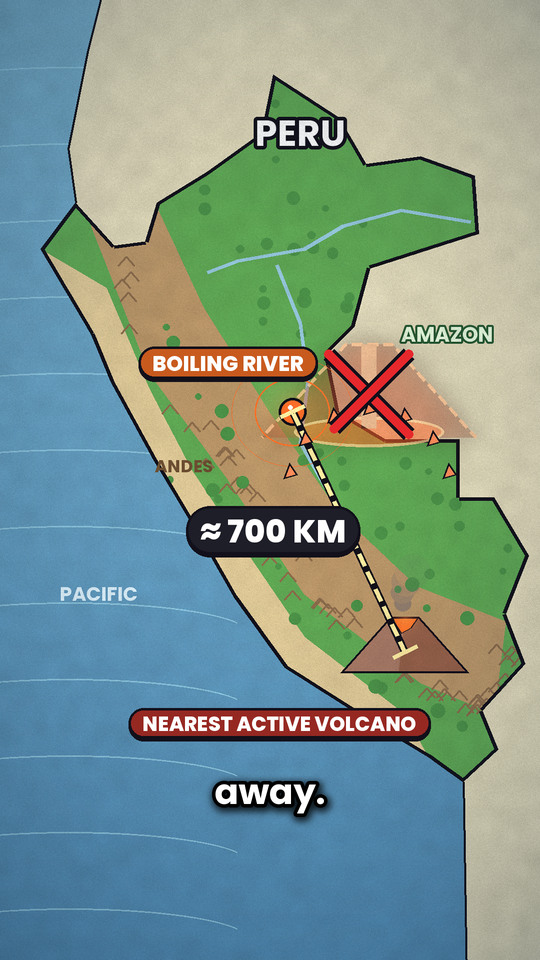 PERU
AMAZON
BOILING RIVER
ANDES
≈ 700 KM
PACIFIC
NEAREST ACTIVE VOLCANO
away.